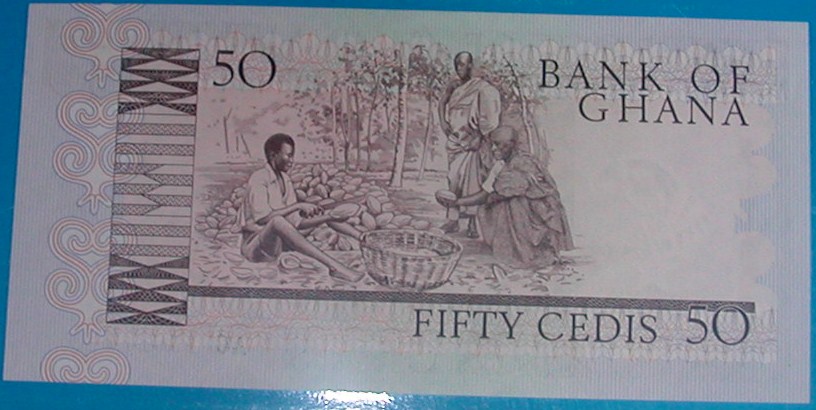 50
BANK OF
GHANA
FIFTY CEDIS 50